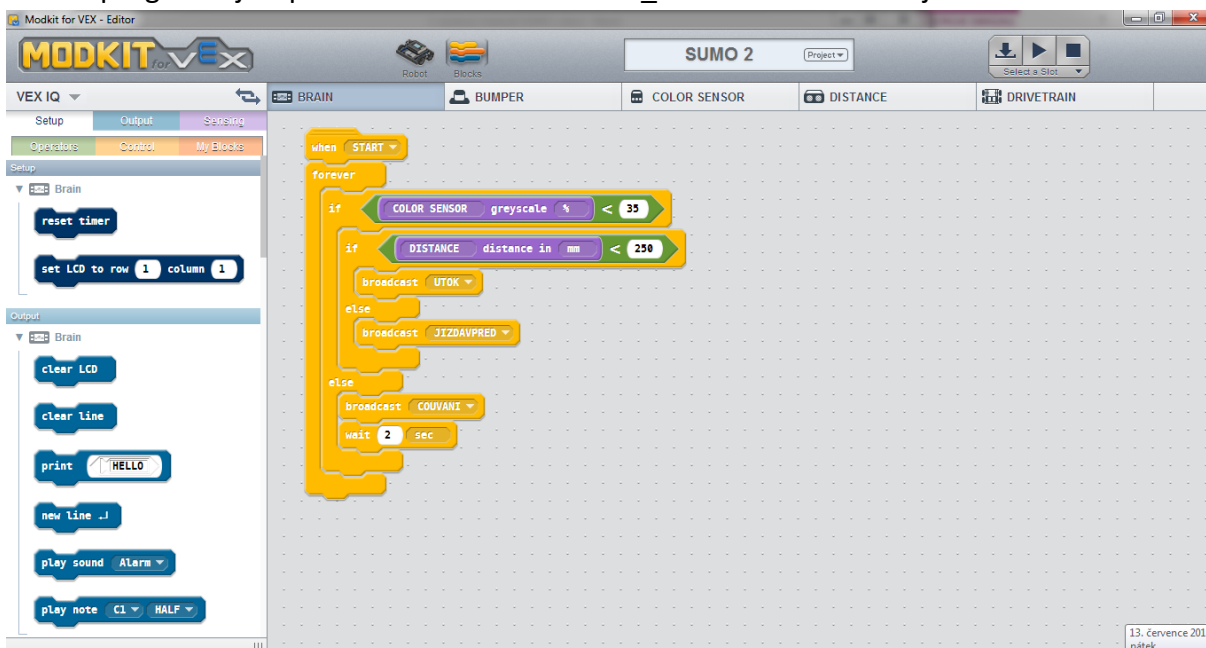 Modkit for VEX - Editor
MODKIT for VEX
Robot
Blocks
SUMO 2
Project
Select a Slot
VEX IQ
BRAIN
BUMPER
COLOR SENSOR
DISTANCE
DRIVETRAIN
Setup
Output
Sensing
Operators
Control
My Blocks
Setup
Brain
reset timer
set LCD to row 1 column 1
Output
Brain
clear LCD
clear line
print HELLO
new line
play sound Alarm
play note C1 HALF
when START
forever
if COLOR SENSOR greyscale % < 35
if DISTANCE distance in mm < 250
broadcast UTOK
else
broadcast JIZDAVPRED
else
broadcast COUVANI
wait 2 sec
13. července 201
pátek